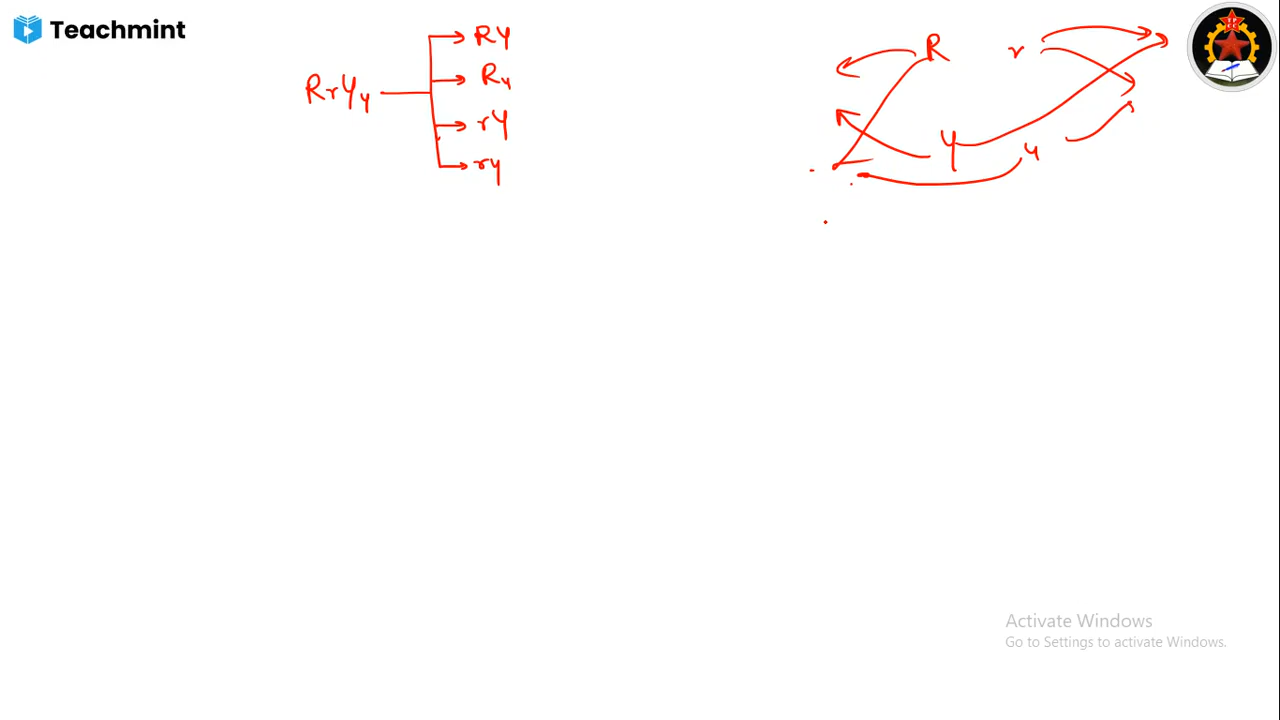 Teachmint
RrYy
RY
Ry
rY
ry
R r
Y y
Activate Windows
Go to Settings to activate Windows.